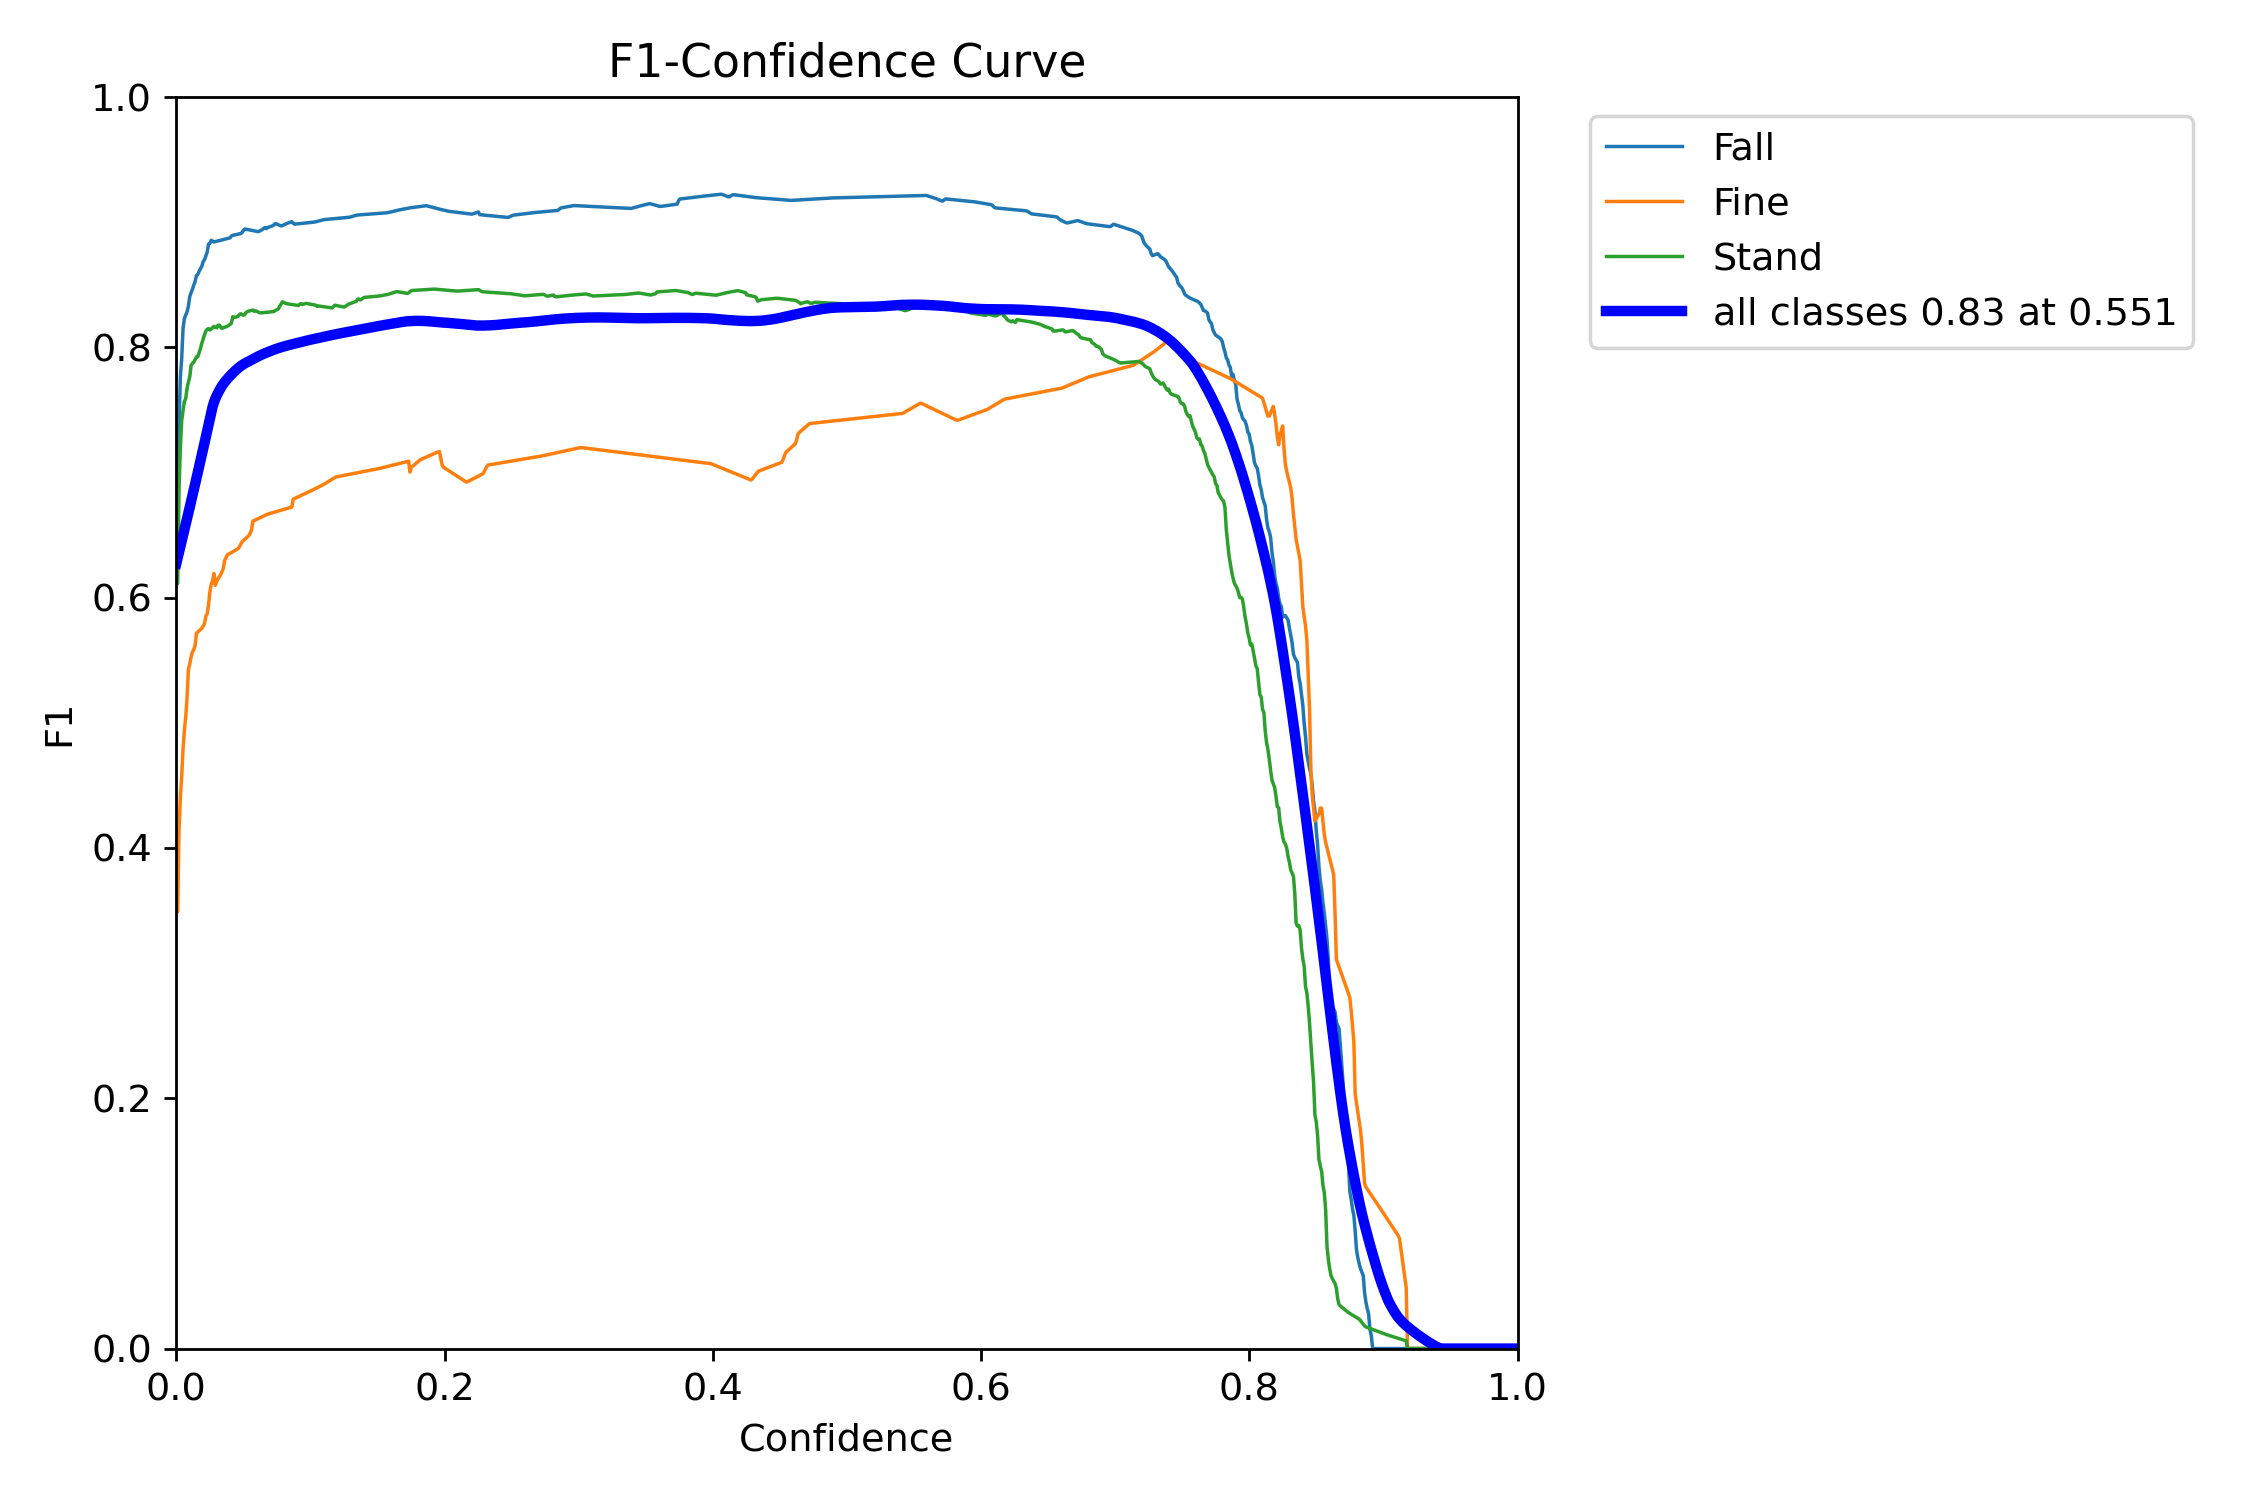 F1-Confidence Curve
1.0
0.8
0.6
0.4
0.2
0.0
F1
0.0 0.2 0.4 0.6 0.8 1.0
Confidence
Fall
Fine
Stand
all classes 0.83 at 0.551